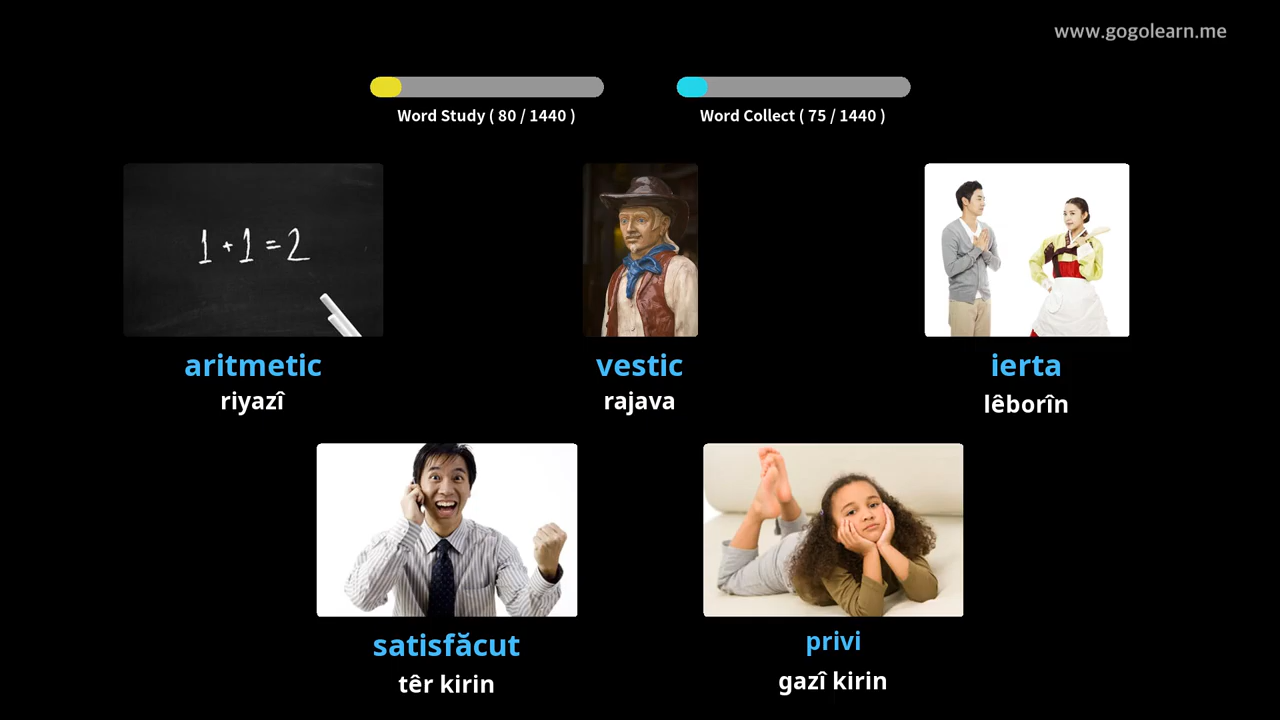 www.gogolearn.me
Word Study ( 80 / 1440 )
Word Collect ( 75 / 1440 )
1 + 1 = 2
aritmetic
riyazî
vestic
rajava
ierta
lêborîn
satisfăcut
têr kirin
privi
gazî kirin